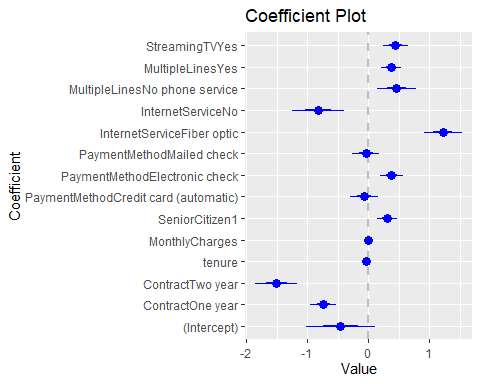 Coefficient Plot
StreamingTVYes
MultipleLinesYes
MultipleLinesNo phone service
InternetServiceNo
InternetServiceFiber optic
PaymentMethodMailed check
PaymentMethodElectronic check
PaymentMethodCredit card (automatic)
SeniorCitizen1
MonthlyCharges
tenure
ContractTwo year
ContractOne year
(Intercept)
Coefficient
-2 -1 0 1
Value